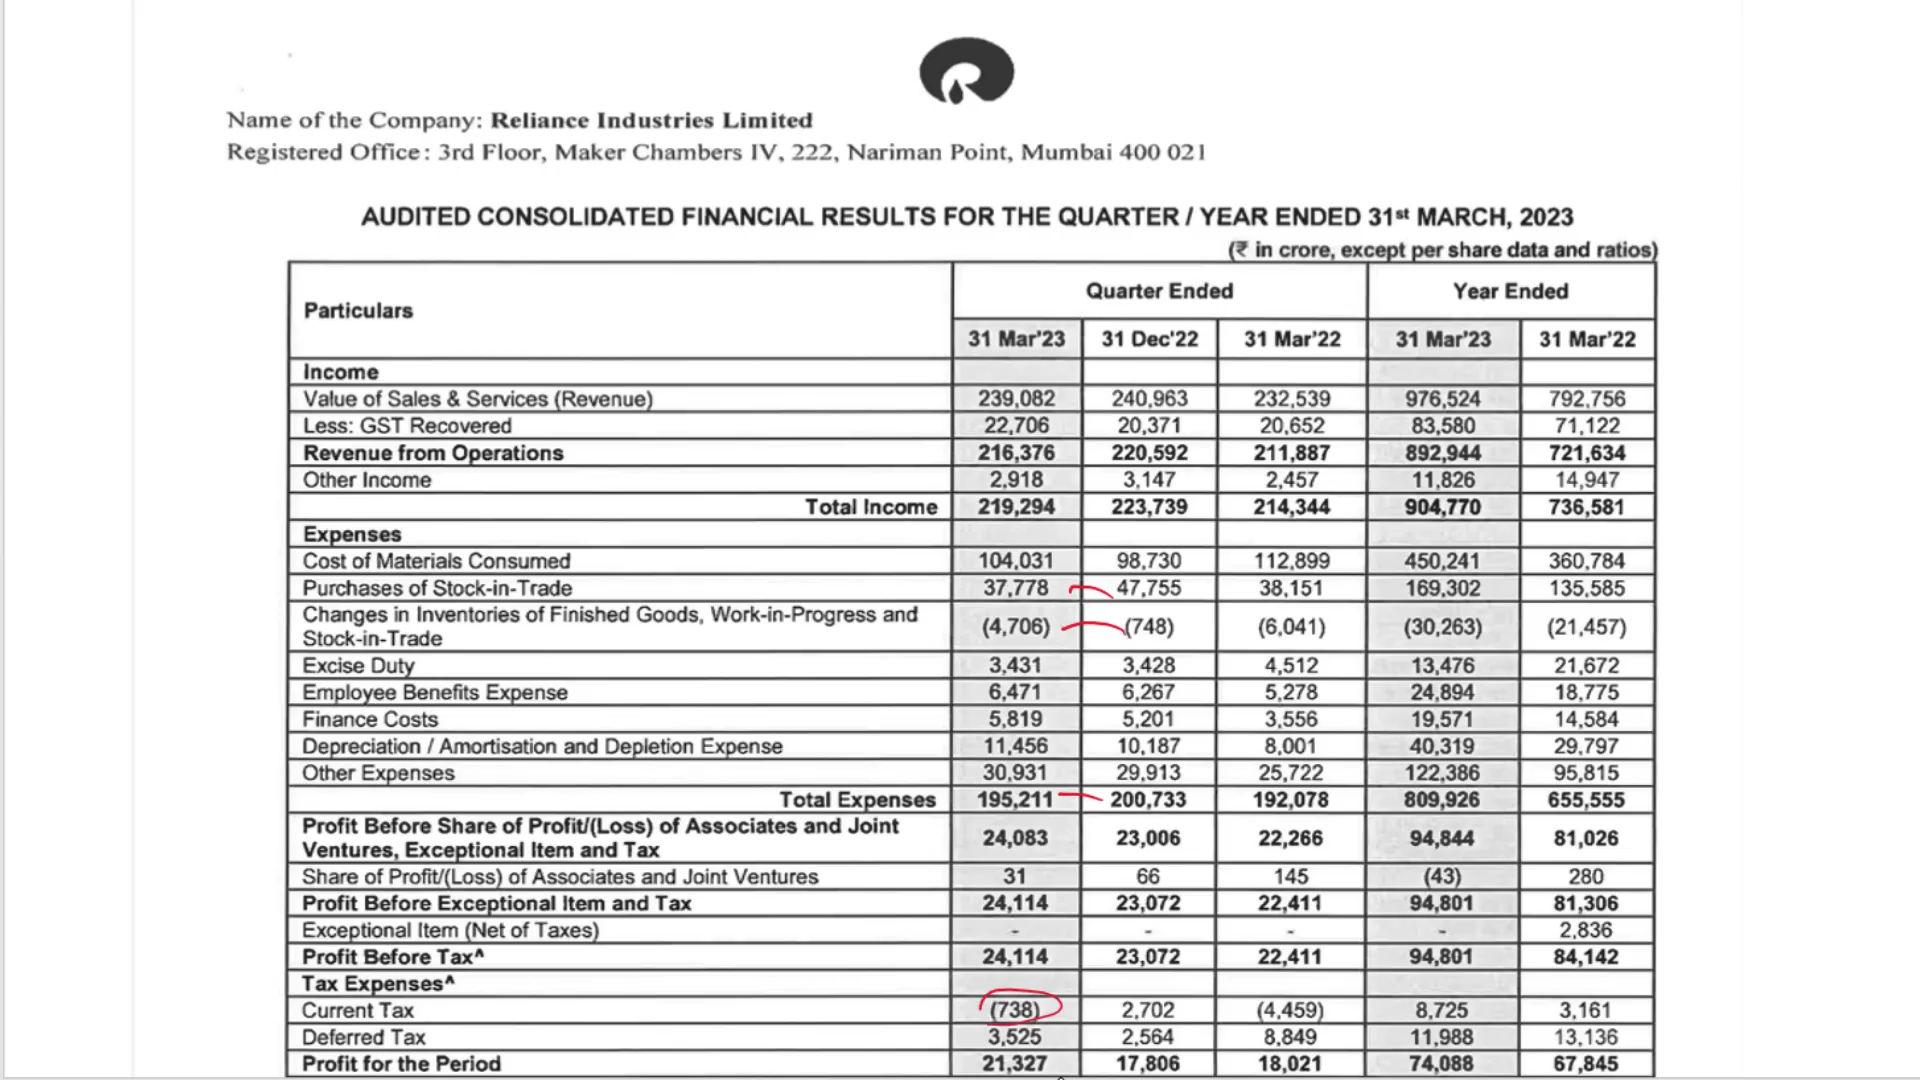 Name of the Company: Reliance Industries Limited
Registered Office: 3rd Floor, Maker Chambers IV, 222, Nariman Point, Mumbai 400 021
AUDITED CONSOLIDATED FINANCIAL RESULTS FOR THE QUARTER / YEAR ENDED 31st MARCH, 2023
(₹ in crore, except per share data and ratios)
Particulars Quarter Ended Year Ended
31 Mar'23 31 Dec'22 31 Mar'22 31 Mar'23 31 Mar'22
Income
Value of Sales & Services (Revenue) 239,082 240,963 232,539 976,524 792,756
Less: GST Recovered 22,706 20,371 20,652 83,580 71,122
Revenue from Operations 216,376 220,592 211,887 892,944 721,634
Other Income 2,918 3,147 2,457 11,826 14,947
Total Income 219,294 223,739 214,344 904,770 736,581
Expenses
Cost of Materials Consumed 104,031 98,730 112,899 450,241 360,784
Purchases of Stock-in-Trade 37,778 47,755 38,151 169,302 135,585
Changes in Inventories of Finished Goods, Work-in-Progress and
Stock-in-Trade (4,706) (748) (6,041) (30,263) (21,457)
Excise Duty 3,431 3,428 4,512 13,476 21,672
Employee Benefits Expense 6,471 6,267 5,278 24,894 18,775
Finance Costs 5,819 5,201 3,556 19,571 14,584
Depreciation / Amortisation and Depletion Expense 11,456 10,187 8,001 40,319 29,797
Other Expenses 30,931 29,913 25,722 122,386 95,815
Total Expenses 195,211 200,733 192,078 809,926 655,555
Profit Before Share of Profit/(Loss) of Associates and Joint
Ventures, Exceptional Item and Tax 24,083 23,006 22,266 94,844 81,026
Share of Profit/(Loss) of Associates and Joint Ventures 31 66 145 (43) 280
Profit Before Exceptional Item and Tax 24,114 23,072 22,411 94,801 81,306
Exceptional Item (Net of Taxes) - - - - 2,836
Profit Before Tax^ 24,114 23,072 22,411 94,801 84,142
Tax Expenses^
Current Tax (738) 2,702 (4,459) 8,725 3,161
Deferred Tax 3,525 2,564 8,849 11,988 13,136
Profit for the Period 21,327 17,806 18,021 74,088 67,845